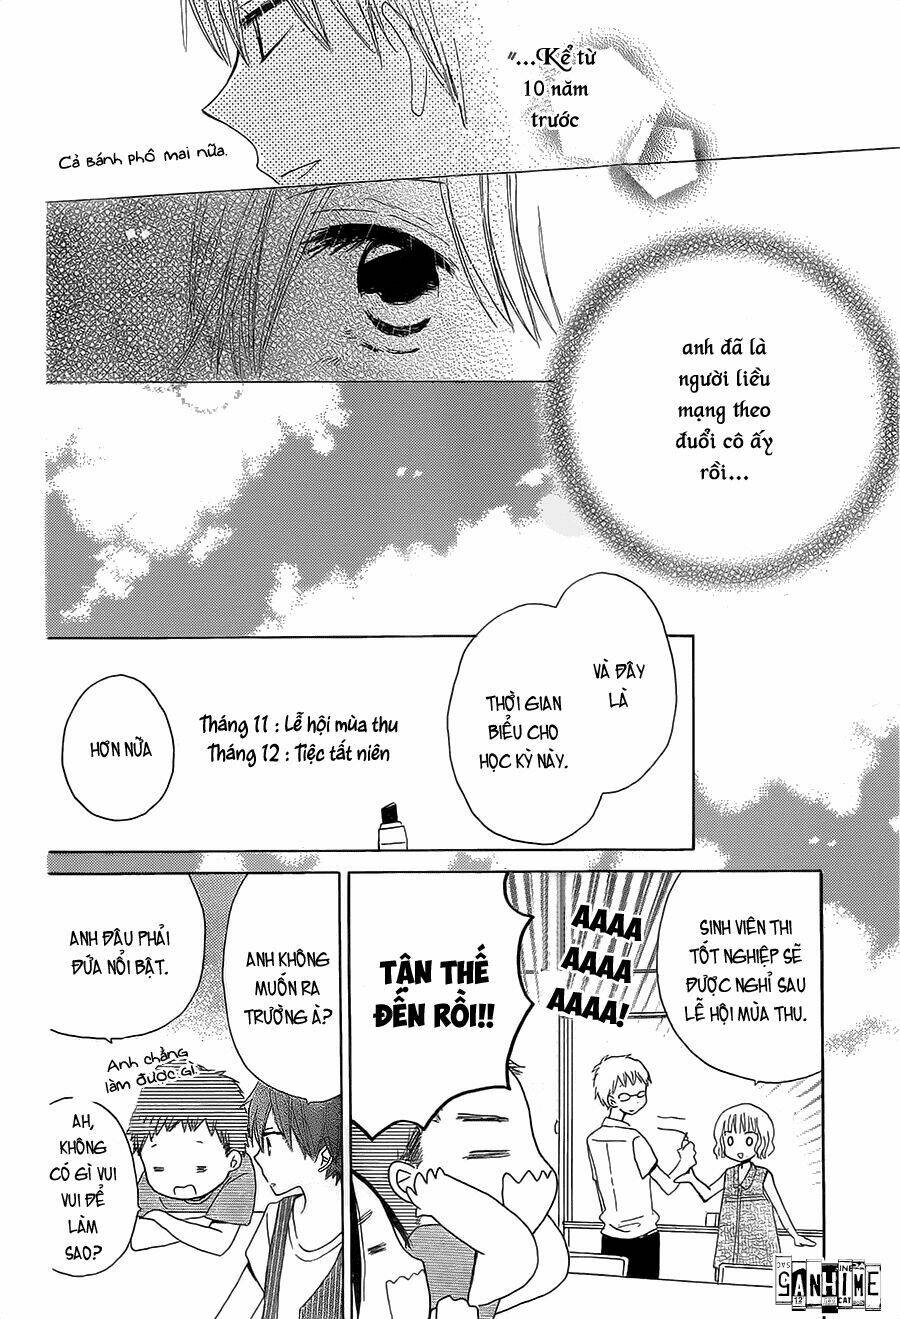 "...Kể từ
10 năm
trước
Cả bánh phô mai nữa.
anh đã là
người liều
mạng theo
đuổi cô ấy
rồi...
VÀ ĐÂY
LÀ
THỜI GIAN
BIỂU CHO
HỌC KỲ NÀY.
Tháng 11 : Lễ hội mùa thu
Tháng 12 : Tiệc tất niên
HƠN NỮA
SINH VIÊN THI
TỐT NGHIỆP SẼ
ĐƯỢC NGHỈ SAU
LỄ HỘI MÙA THU.
AAAA
AAAA
AAAA!
TẬN THẾ
ĐẾN RỒI!!
ANH KHÔNG
MUỐN RA
TRƯỜNG À?
ANH ĐÂU PHẢI
ĐỨA NỔI BẬT.
Anh chẳng
làm được gì
AH,
KHÔNG
CÓ GÌ VUI
VUI ĐỂ
LÀM
SAO?
SANHIME